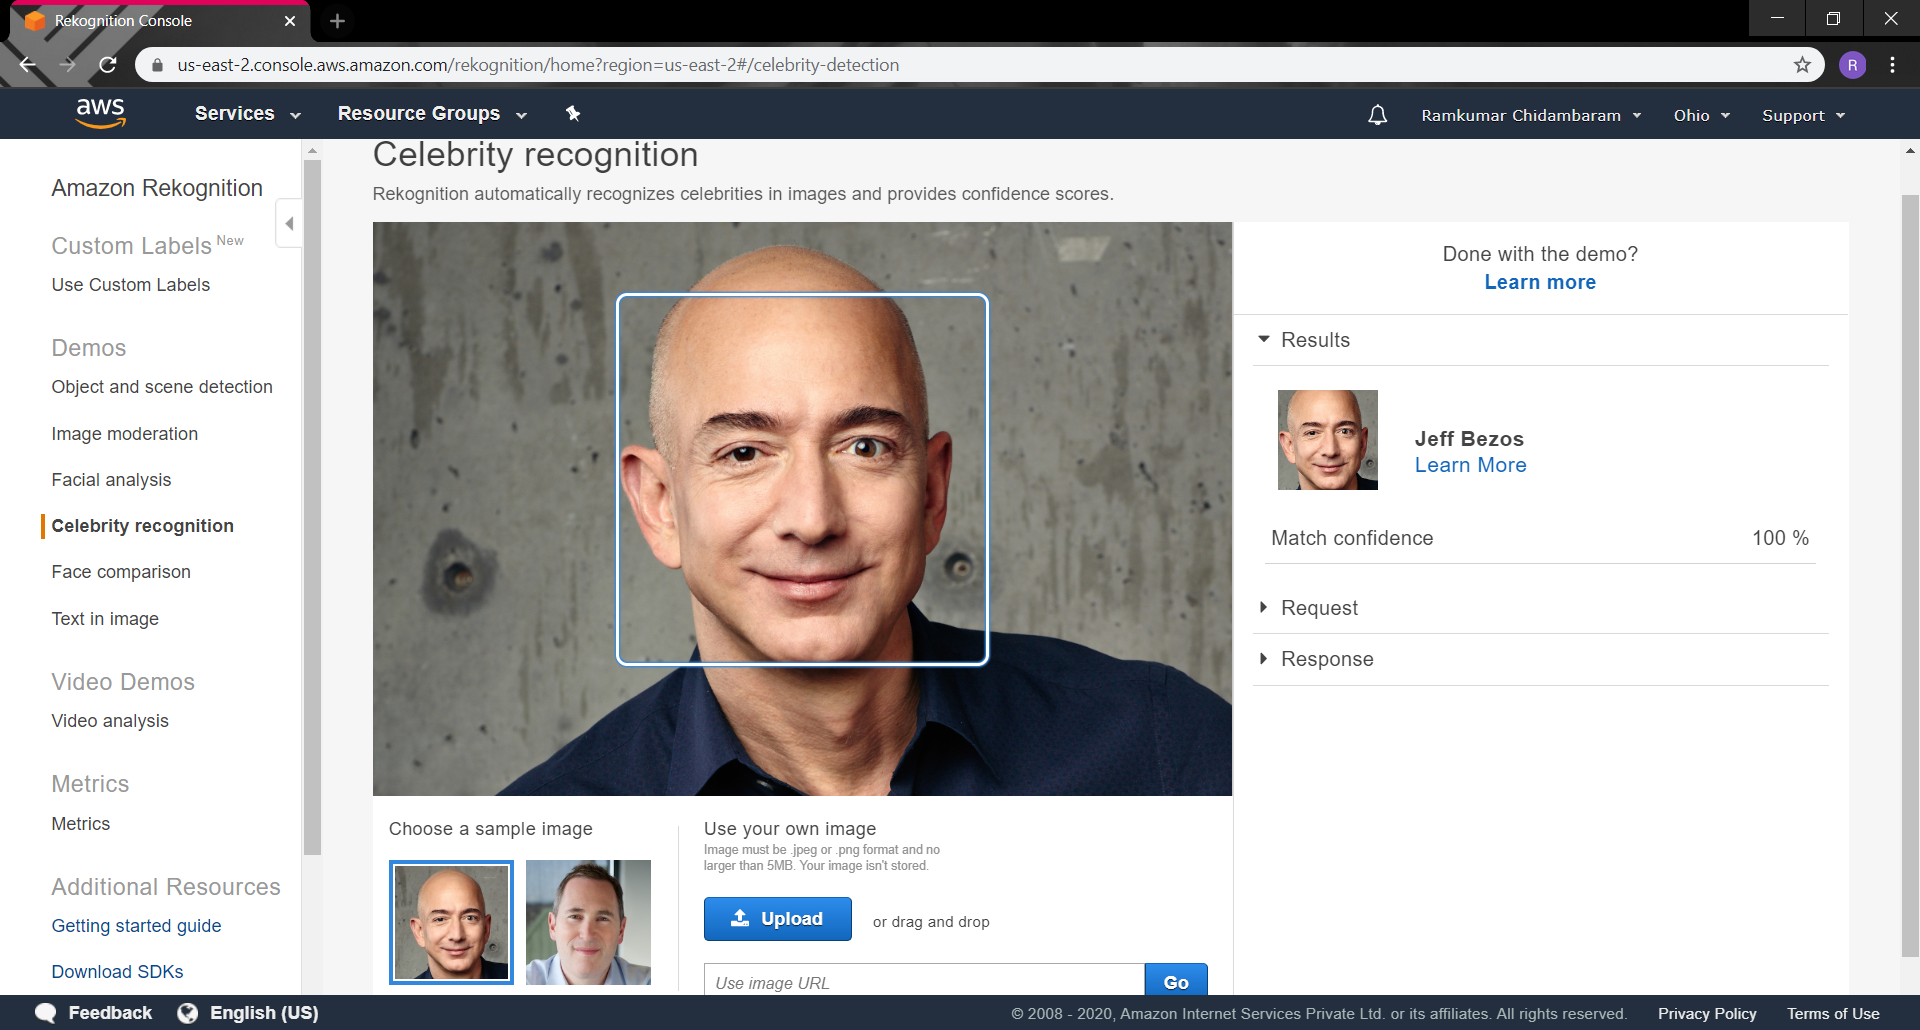 Rekognition Console
us-east-2.console.aws.amazon.com/rekognition/home?region=us-east-2#/celebrity-detection
R
aws
Services
Resource Groups
Ramkumar Chidambaram
Ohio
Support
Amazon Rekognition
Custom Labels New
Use Custom Labels
Demos
Object and scene detection
Image moderation
Facial analysis
Celebrity recognition
Face comparison
Text in image
Video Demos
Video analysis
Metrics
Metrics
Additional Resources
Getting started guide
Download SDKs
Celebrity recognition
Rekognition automatically recognizes celebrities in images and provides confidence scores.
Choose a sample image
Use your own image
Image must be .jpeg or .png format and no
larger than 5MB. Your image isn't stored.
Upload
or drag and drop
Use image URL
Go
Done with the demo?
Learn more
Results
Jeff Bezos
Learn More
Match confidence
100 %
Request
Response
Feedback
English (US)
© 2008 - 2020, Amazon Internet Services Private Ltd. or its affiliates. All rights reserved.
Privacy Policy
Terms of Use